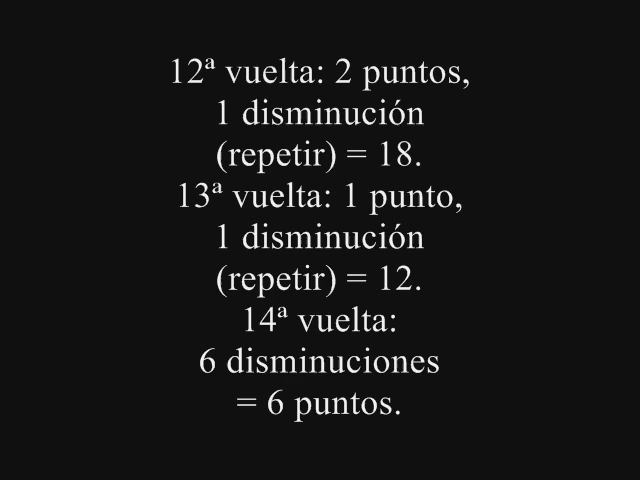 12ª vuelta: 2 puntos,
1 disminución
(repetir) = 18.
13ª vuelta: 1 punto,
1 disminución
(repetir) = 12.
14ª vuelta:
6 disminuciones
= 6 puntos.